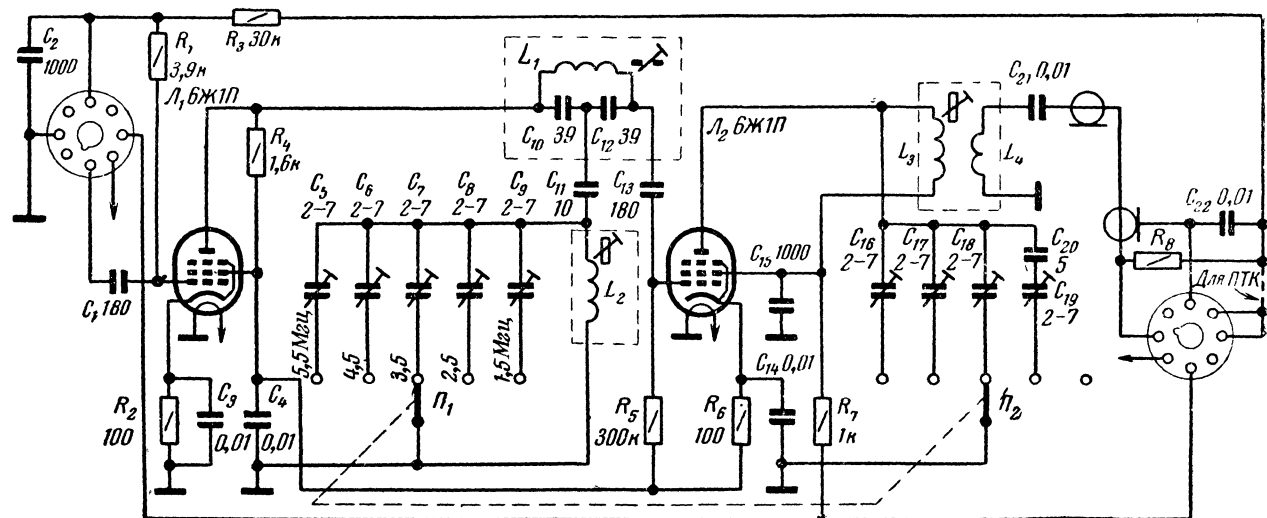 C₂
1000
R₁
3,9к
R₃ 30к
Л₁ 6Ж1П
R₄
1,6к
C₁ 180
R₂
100
C₃
0,01
C₄
0,01
L₁
C₁₀ 39
C₁₂ 39
C₅
2-7
C₆
2-7
C₇
2-7
C₈
2-7
C₉
2-7
C₁₁
10
C₁₃
180
L₂
5,5 Мгц
4,5
3,5
2,5
1,5 Мгц
П₁
R₅
300к
R₆
100
Л₂ 6Ж1П
C₁₅ 1000
C₁₄ 0,01
R₇
1к
L₃
L₄
C₂₁ 0,01
C₁₆
2-7
C₁₇
2-7
C₁₈
2-7
C₂₀
5
C₁₉
2-7
П₂
C₂₂ 0,01
R₈
Для ПТК